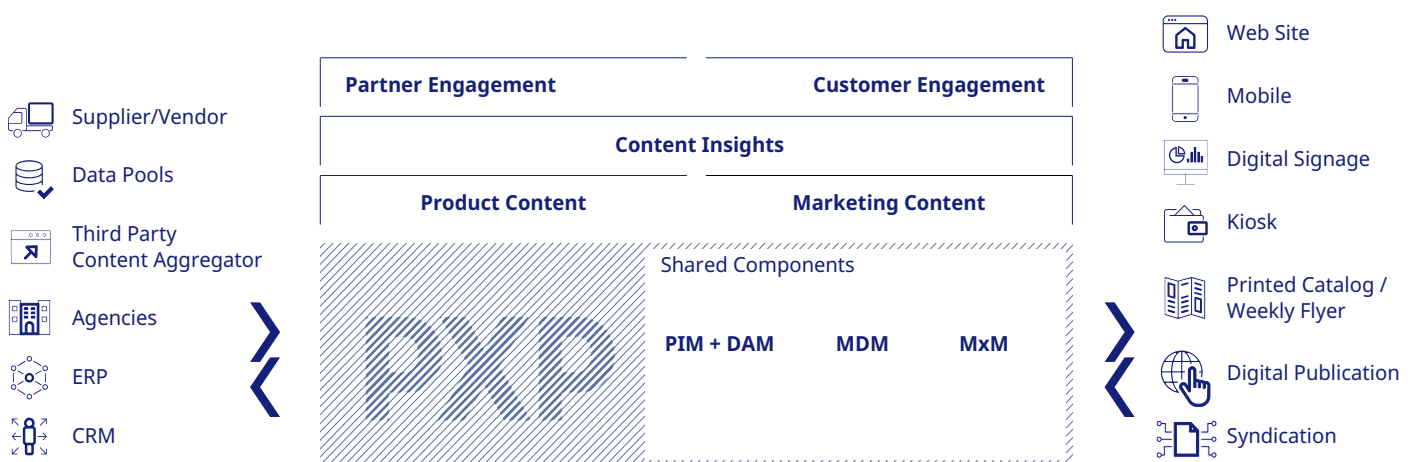 Supplier/Vendor
Data Pools
Third Party
Content Aggregator
Agencies
ERP
CRM
Partner Engagement
Customer Engagement
Content Insights
Product Content
Marketing Content
PXP
Shared Components
PIM + DAM
MDM
MxM
Web Site
Mobile
Digital Signage
Kiosk
Printed Catalog /
Weekly Flyer
Digital Publication
Syndication